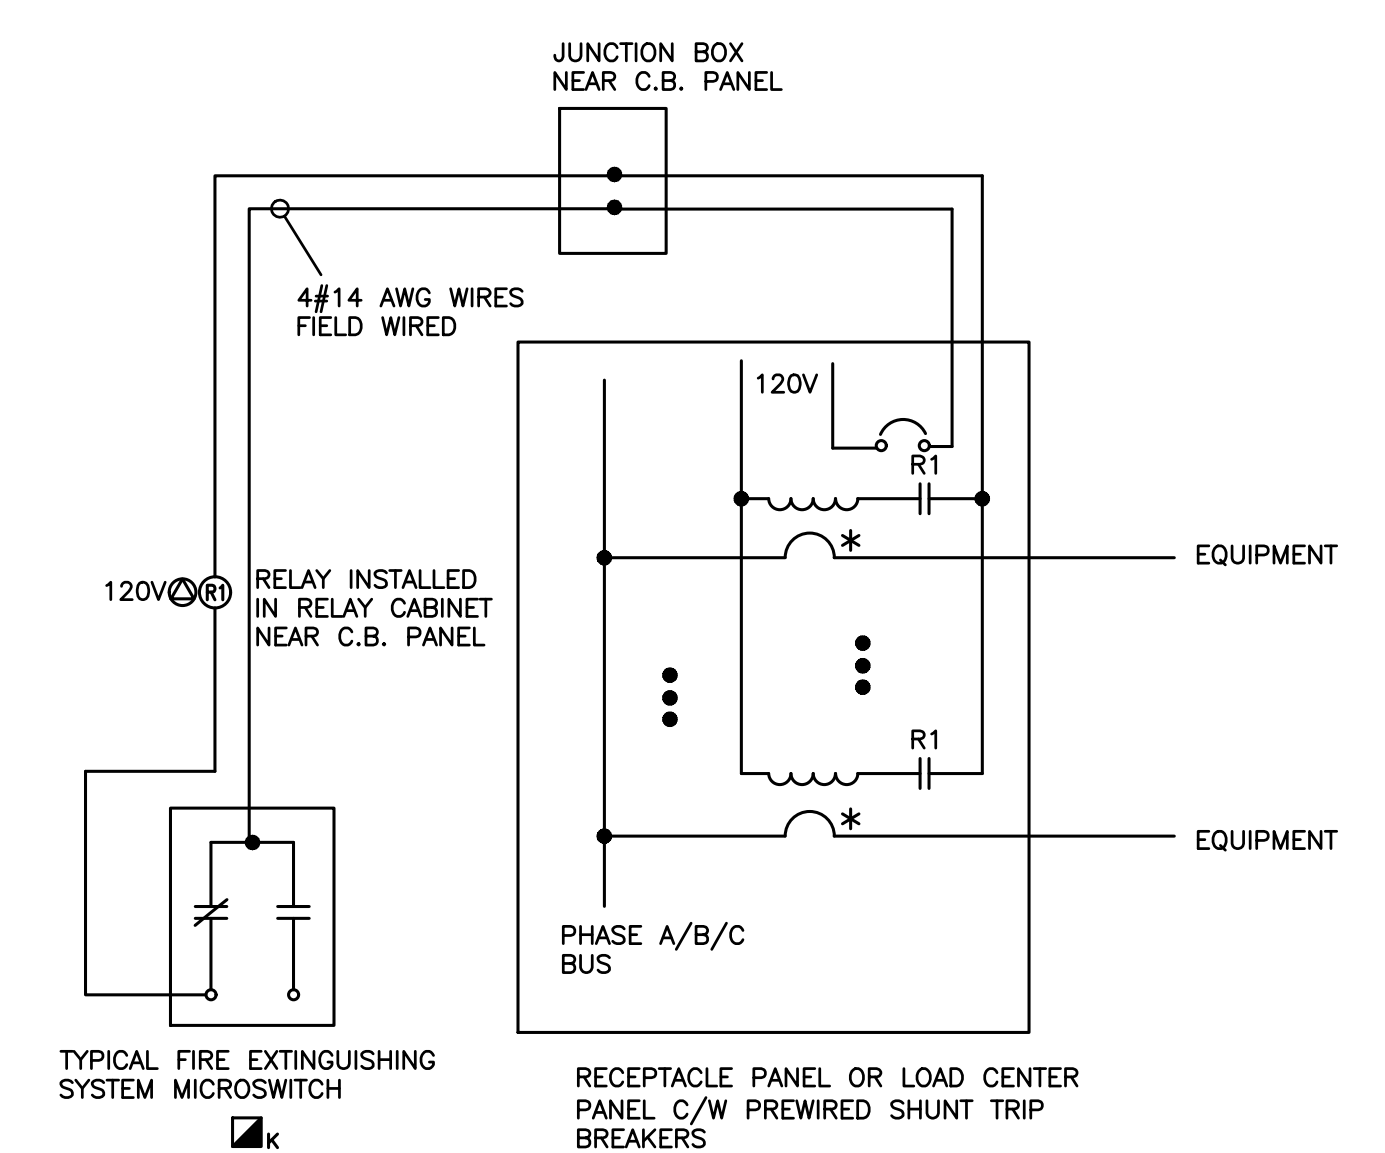 JUNCTION BOX
NEAR C.B. PANEL
4#14 AWG WIRES
FIELD WIRED
120V
R1
EQUIPMENT
120V
R1
RELAY INSTALLED
IN RELAY CABINET
NEAR C.B. PANEL
R1
EQUIPMENT
PHASE A/B/C
BUS
TYPICAL FIRE EXTINGUISHING
SYSTEM MICROSWITCH
K
RECEPTACLE PANEL OR LOAD CENTER
PANEL C/W PREWIRED SHUNT TRIP
BREAKERS